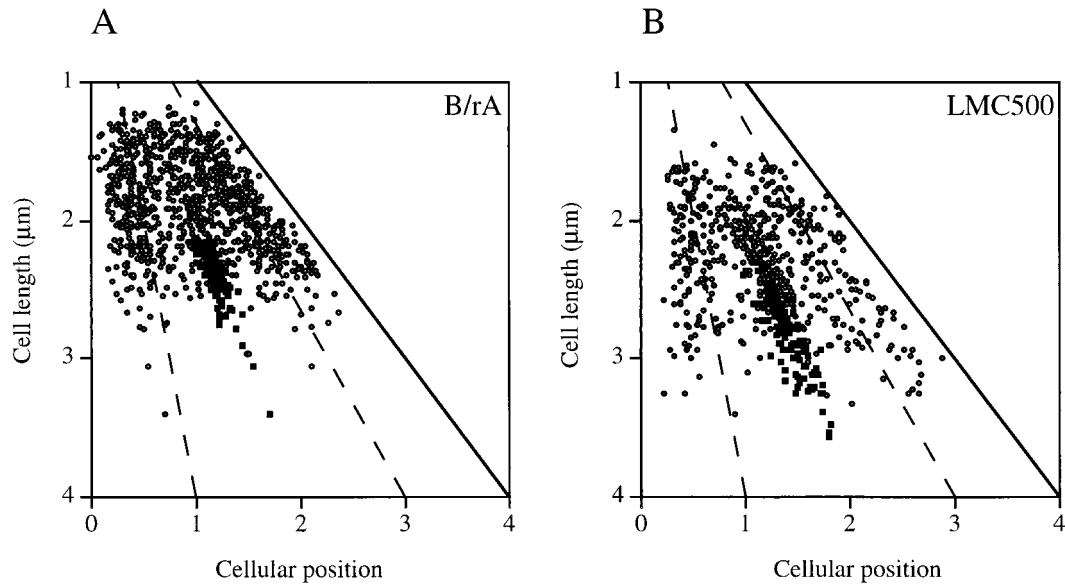 A
B
B/rA
LMC500
1
2
3
4
Cell length (μm)
0
1
2
3
4
Cellular position
1
2
3
4
Cell length (μm)
0
1
2
3
4
Cellular position